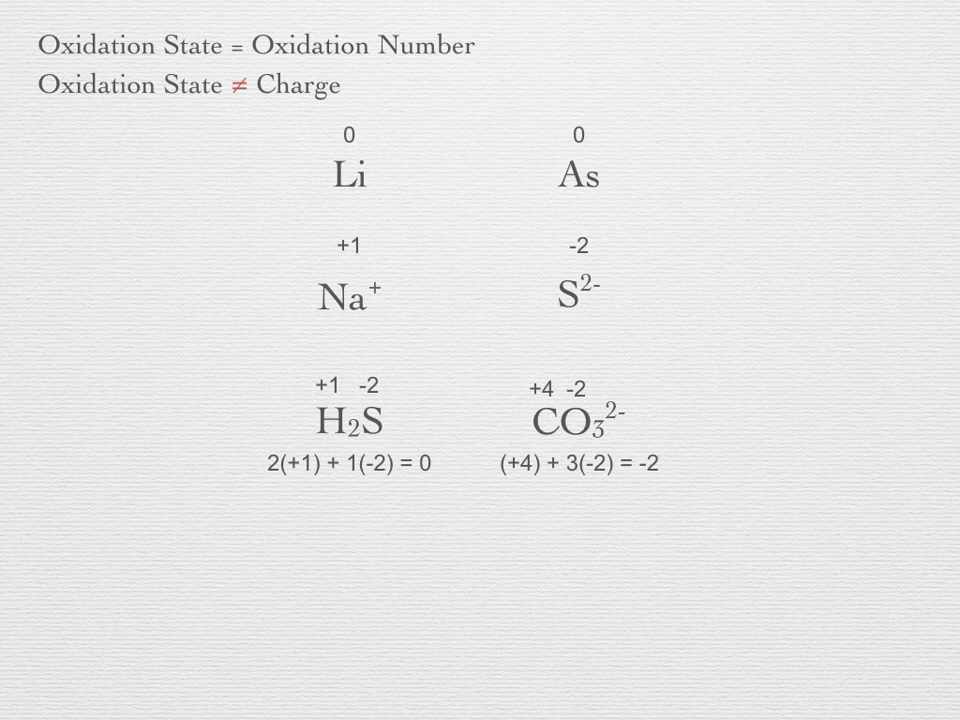 Oxidation State = Oxidation Number
Oxidation State ≠ Charge
0 0
Li As
+1 -2
Na⁺ S²⁻
+1 -2 +4 -2
H₂S CO₃²⁻
2(+1) + 1(-2) = 0 (+4) + 3(-2) = -2